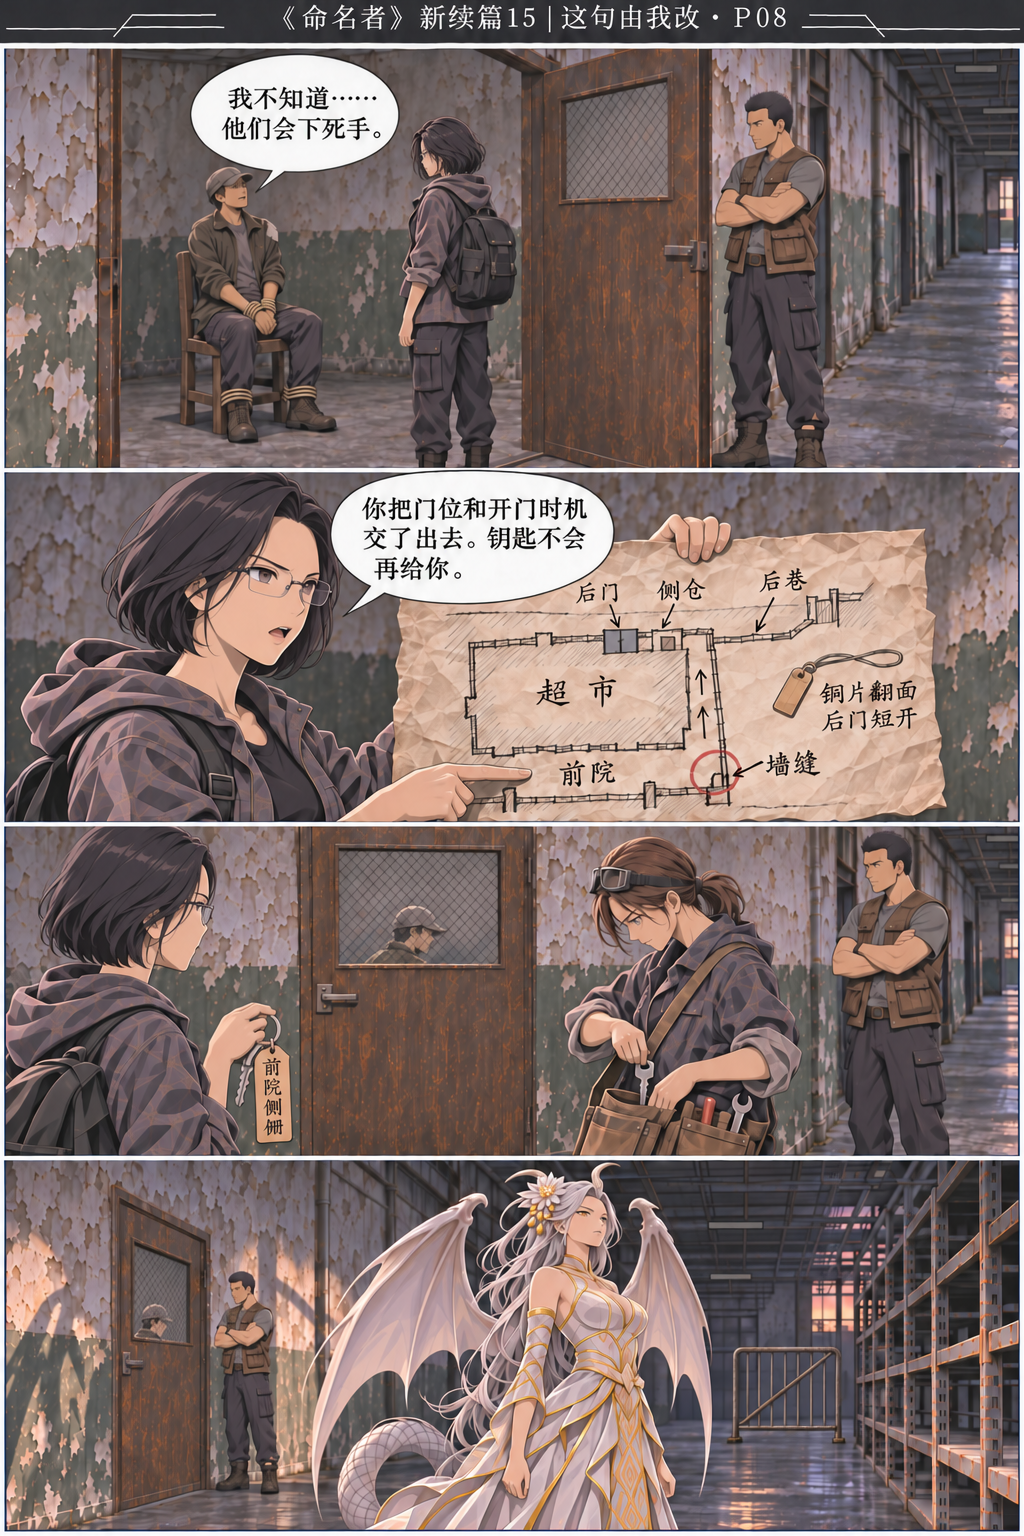 《命名者》新续篇15|这句由我改·P08
我不知道……
他们会下死手。
你把门位和开门时机
交了出去。钥匙不会
再给你。
后门
侧仓
后巷
超市
铜片翻面
后门短开
墙缝
前院
前院侧